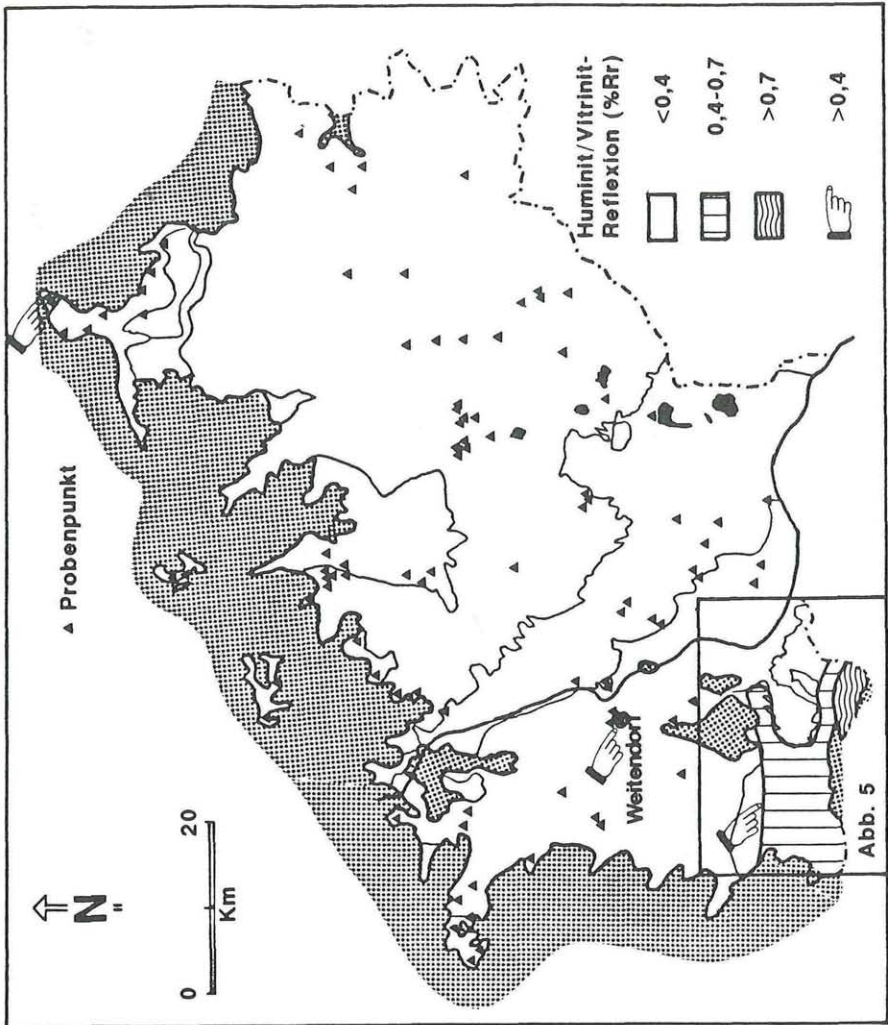 N
0 20
Km
▲ Probenpunkt
Huminit/Vitrinit-
Reflexion (%Rr)
<0,4
0,4-0,7
>0,7
>0,4
Weitendorf
Abb. 5